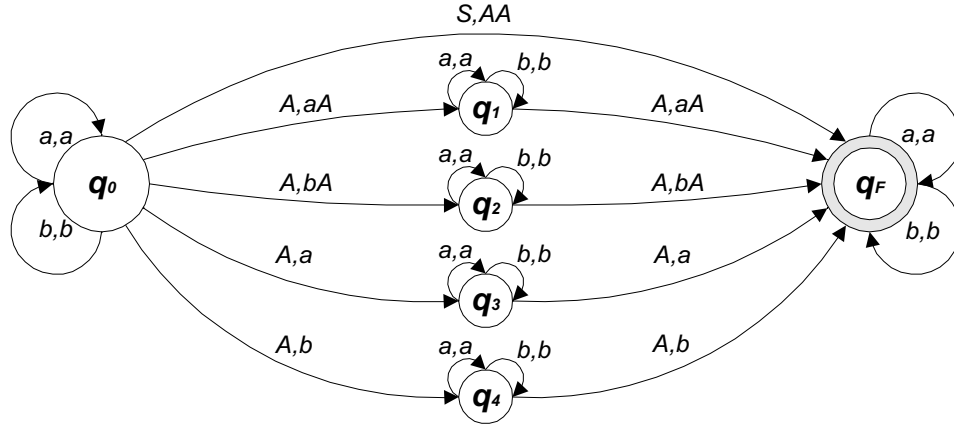 S,AA
a,a b,b
q1
A,aA A,aA
a,a a,a
a,a b,b
q0 A,bA q2 A,bA qF
b,b b,b
a,a b,b
A,a q3 A,a
a,a b,b
A,b q4 A,b